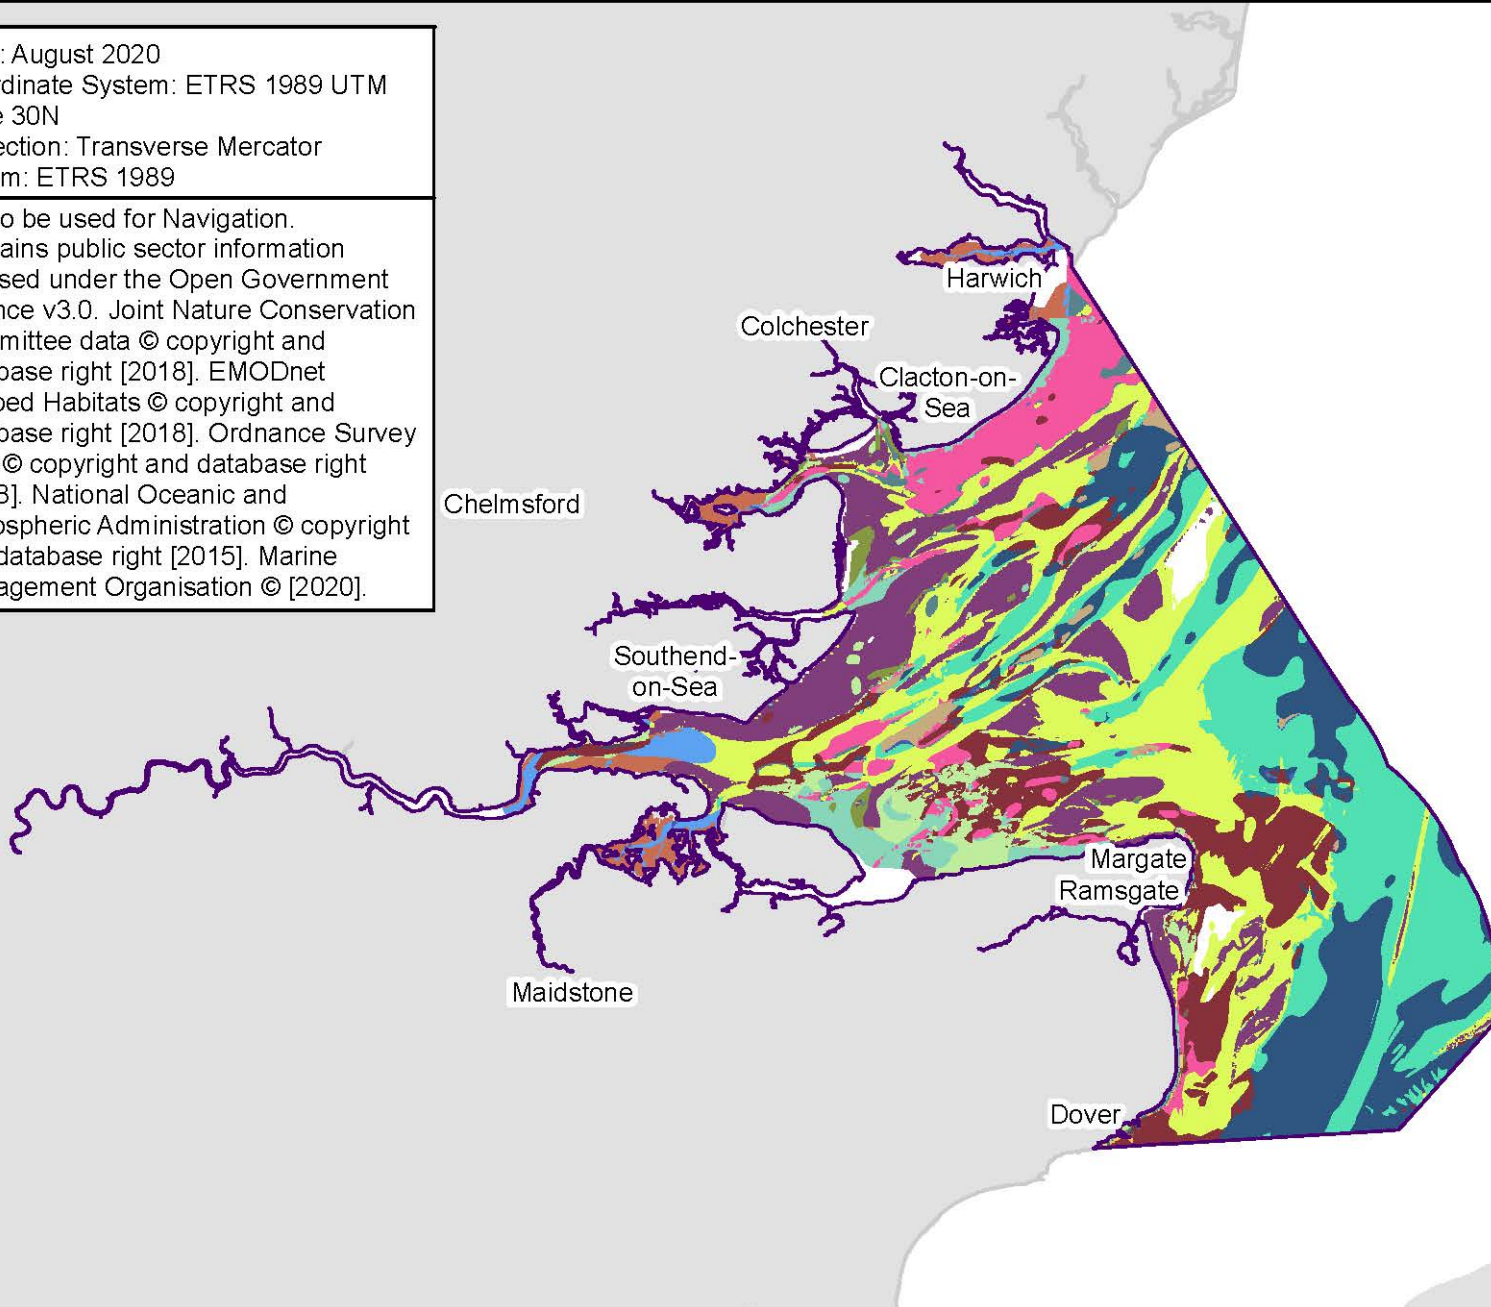 : August 2020
rdinate System: ETRS 1989 UTM
e 30N
ection: Transverse Mercator
m: ETRS 1989
o be used for Navigation.
ains public sector information
sed under the Open Government
nce v3.0. Joint Nature Conservation
mittee data © copyright and
base right [2018]. EMODnet
bed Habitats © copyright and
base right [2018]. Ordnance Survey
© copyright and database right
8]. National Oceanic and
ospheric Administration © copyright
database right [2015]. Marine
agement Organisation © [2020].
Harwich
Colchester
Clacton-on-
Sea
Chelmsford
Southend-
on-Sea
Margate
Ramsgate
Maidstone
Dover